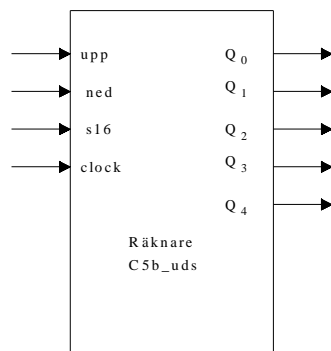 upp Q0
ned Q1
s16 Q2
clock Q3
Q4
Räknare
C5b_uds